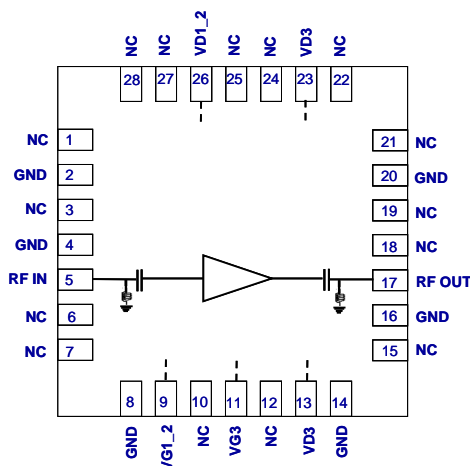 NC
NC
VD1_2
NC
NC
VD3
NC
28
27
26
25
24
23
22
NC 1
GND 2
NC 3
GND 4
RF IN 5
NC 6
NC 7
21 NC
20 GND
19 NC
18 NC
17 RF OUT
16 GND
15 NC
8
9
10
11
12
13
14
GND
VG1_2
NC
VG3
NC
VD3
GND